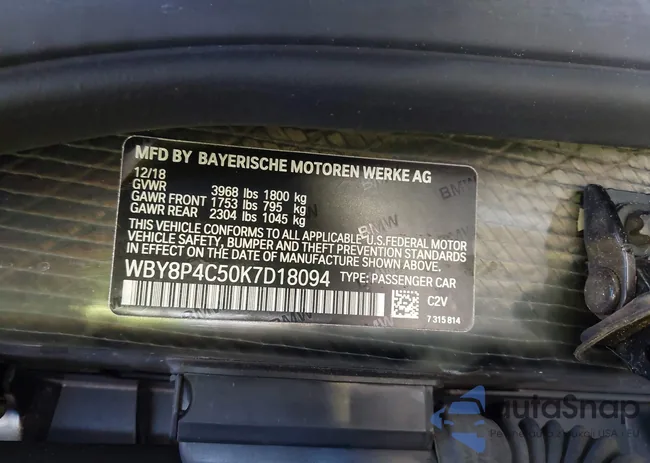 MFD BY BAYERISCHE MOTOREN WERKE AG
12/18
GVWR 3968 lbs 1800 kg
GAWR FRONT 1753 lbs 795 kg
GAWR REAR 2304 lbs 1045 kg
THIS VEHICLE CONFORMS TO ALL APPLICABLE U.S.FEDERAL MOTOR
VEHICLE SAFETY, BUMPER, AND THEFT PREVENTION STANDARDS
IN EFFECT ON THE DATE OF MANUFACTURE SHOWN ABOVE.
WBY8P4C50K7D18094 TYPE: PASSENGER CAR
C2V
7 315 814
BMW
BMW
BMW
autoSnap